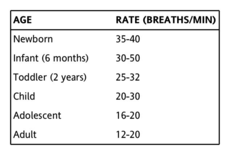 AGE RATE (BREATHS/MIN)
Newborn 35-40
Infant (6 months) 30-50
Toddler (2 years) 25-32
Child 20-30
Adolescent 16-20
Adult 12-20